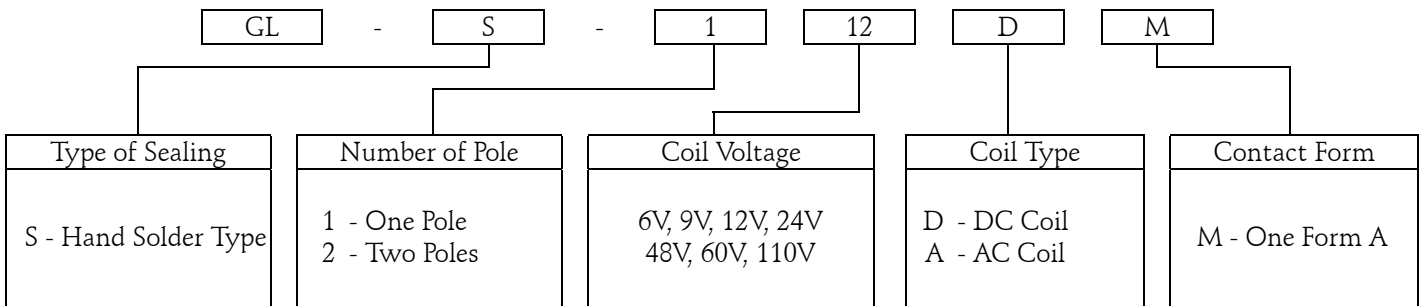 GL - S - 1 12 D M
Type of Sealing
S - Hand Solder Type
Number of Pole
1 - One Pole
2 - Two Poles
Coil Voltage
6V, 9V, 12V, 24V
48V, 60V, 110V
Coil Type
D - DC Coil
A - AC Coil
Contact Form
M - One Form A